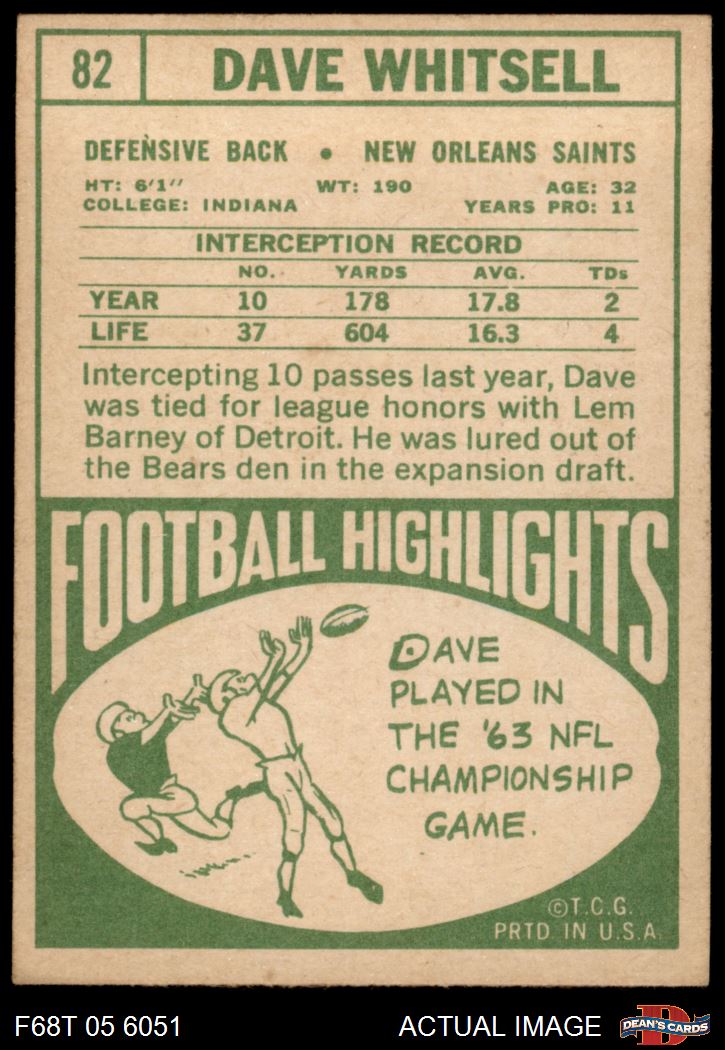 82 DAVE WHITSELL
DEFENSIVE BACK • NEW ORLEANS SAINTS
HT: 6'1" WT: 190 AGE: 32
COLLEGE: INDIANA YEARS PRO: 11
INTERCEPTION RECORD
NO. YARDS AVG. TDs
YEAR 10 178 17.8 2
LIFE 37 604 16.3 4
Intercepting 10 passes last year, Dave
was tied for league honors with Lem
Barney of Detroit. He was lured out of
the Bears den in the expansion draft.
FOOTBALL HIGHLIGHTS
DAVE
PLAYED IN
THE '63 NFL
CHAMPIONSHIP
GAME.
©T.C.G.
PRTD IN U.S.A.
F68T 05 6051 ACTUAL IMAGE D DEAN'S CARDS